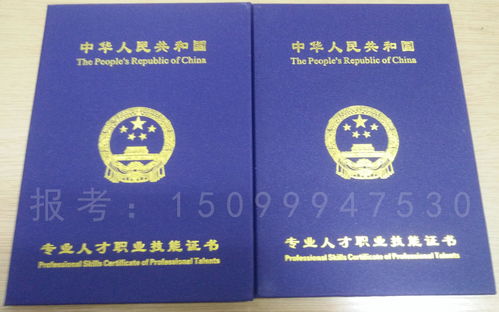 中华人民共和国
The People's Republic of China
专业人才职业技能证书
Professional Skills Certificate of Professional Talents
中华人民共和国
The People's Republic of China
专业人才职业技能证书
Professional Skills Certificate of Professional Talents
报考：15099947530